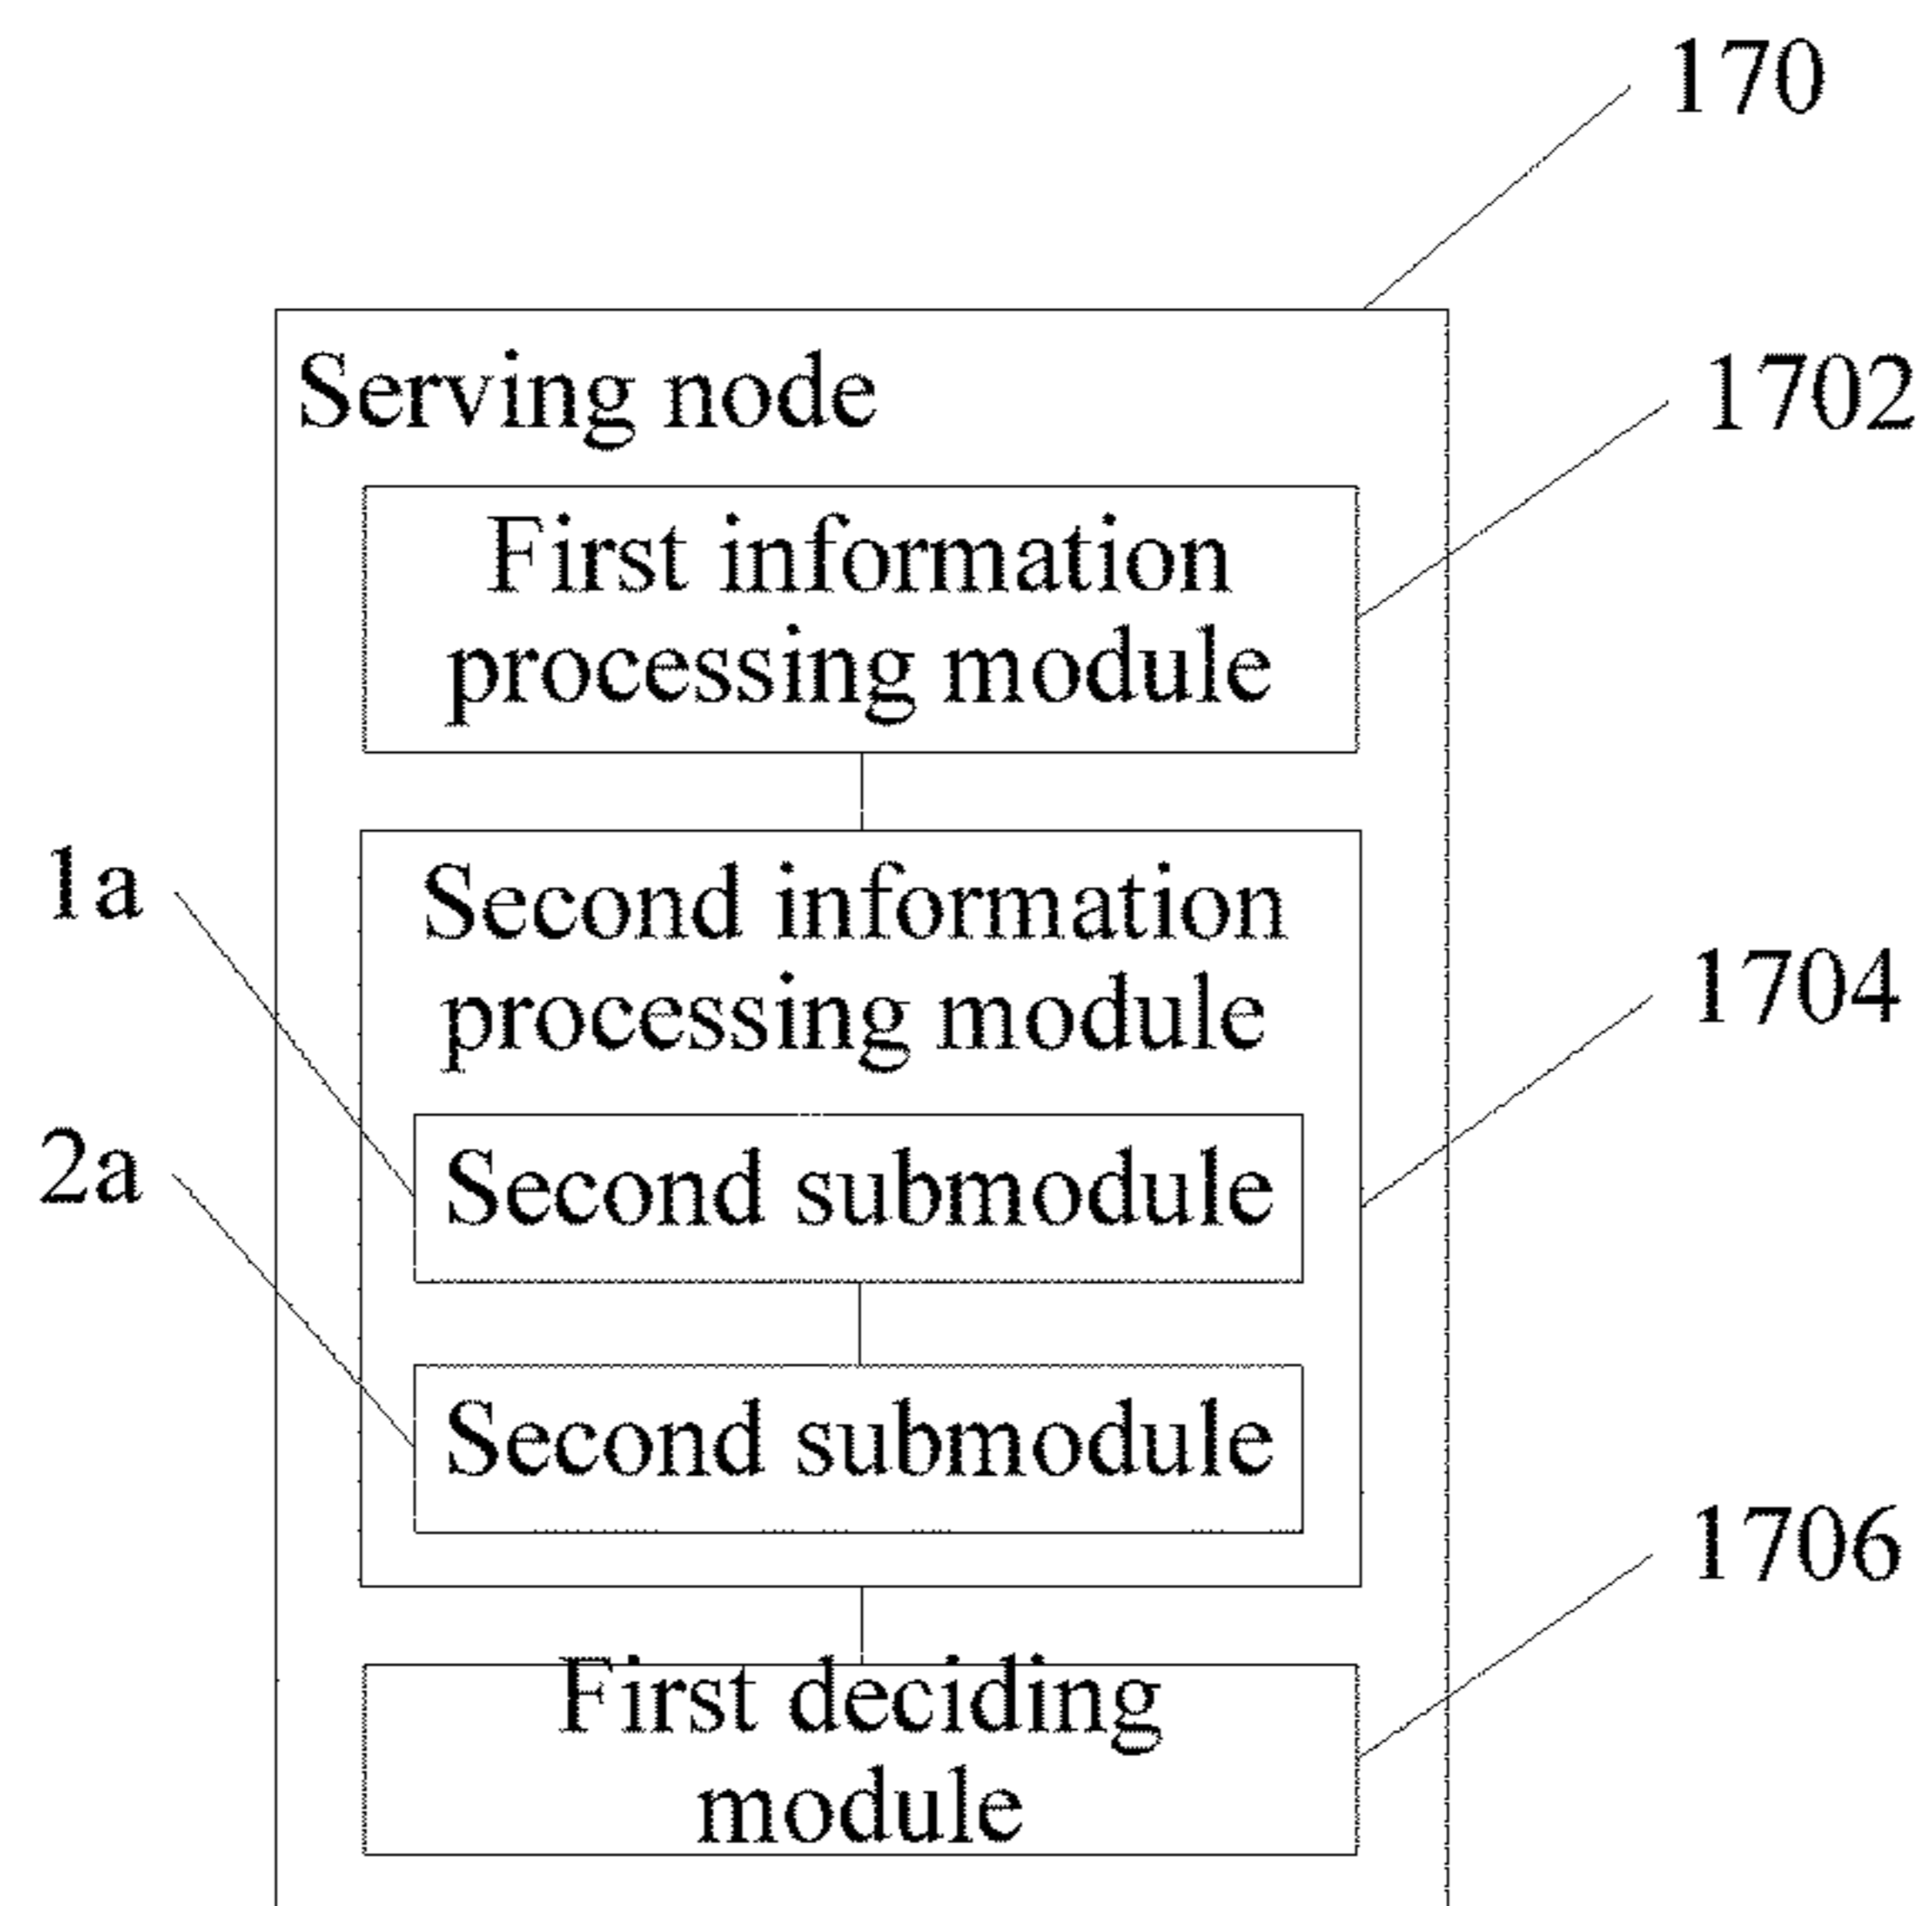 170
Serving node
1702
First information
processing module
1a
Second information
processing module
1704
2a
Second submodule
Second submodule
1706
First deciding
module